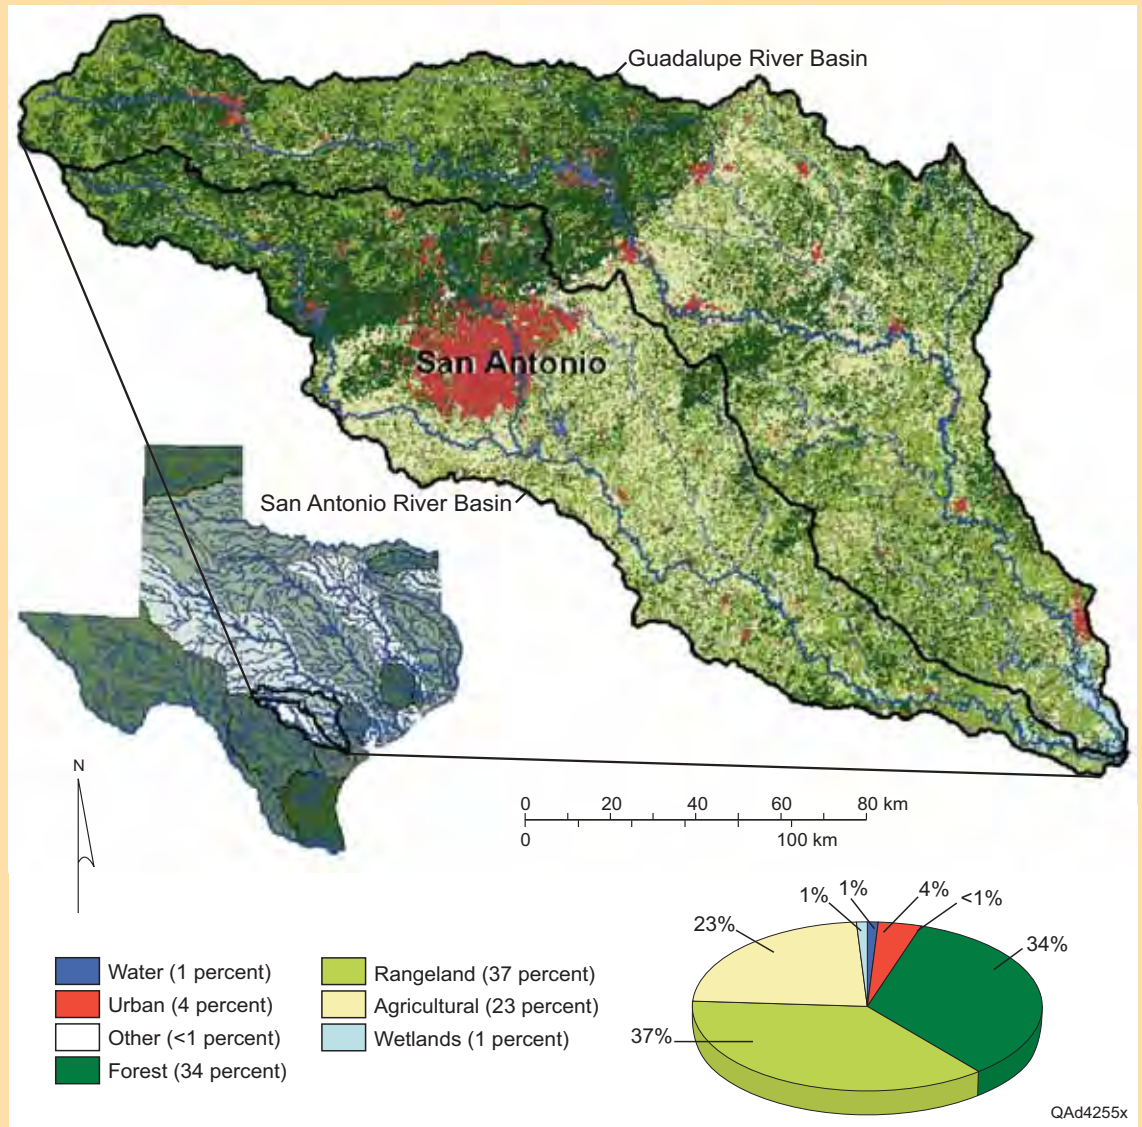 Guadalupe River Basin
San Antonio
San Antonio River Basin
N
0 20 40 60 80 km
0 100 km
1% 1% 4% <1%
23%
34%
37%
Water (1 percent)
Urban (4 percent)
Other (<1 percent)
Forest (34 percent)
Rangeland (37 percent)
Agricultural (23 percent)
Wetlands (1 percent)
QAd4255x